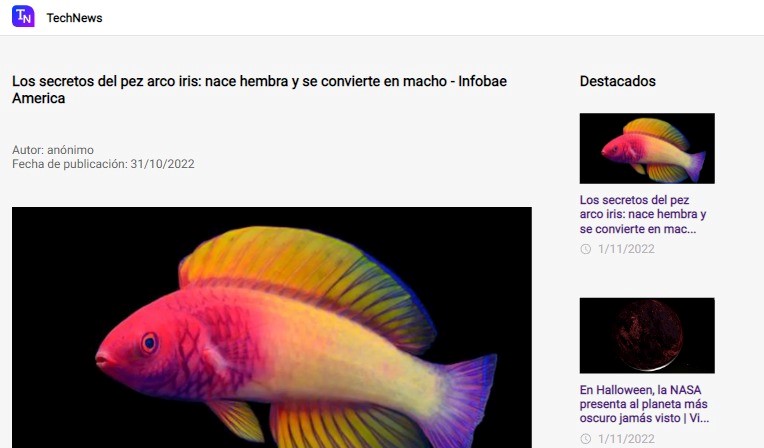 TN
TechNews
Los secretos del pez arco iris: nace hembra y se convierte en macho - Infobae
America
Autor: anónimo
Fecha de publicación: 31/10/2022
Destacados
Los secretos del pez
arco iris: nace hembra y
se convierte en mac...
1/11/2022
En Halloween, la NASA
presenta al planeta más
oscuro jamás visto | Vi...
1/11/2022